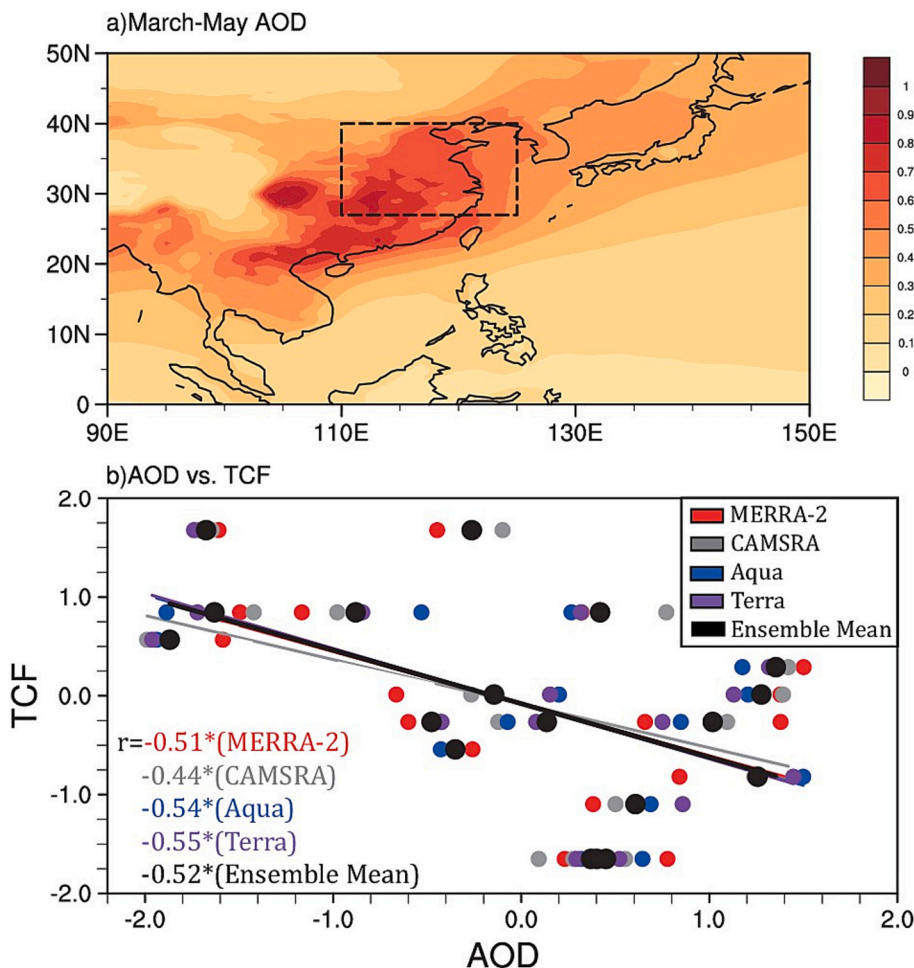 a)March-May AOD
50N
40N
30N
20N
10N
0
90E
110E
130E
150E
1
0.9
0.8
0.7
0.6
0.5
0.4
0.3
0.2
0.1
0
b)AOD vs. TCF
2.0
1.0
0.0
-1.0
-2.0
TCF
MERRA-2
CAMSRA
Aqua
Terra
Ensemble Mean
r=-0.51*(MERRA-2)
-0.44*(CAMSRA)
-0.54*(Aqua)
-0.55*(Terra)
-0.52*(Ensemble Mean)
-2.0
-1.0
0.0
1.0
2.0
AOD